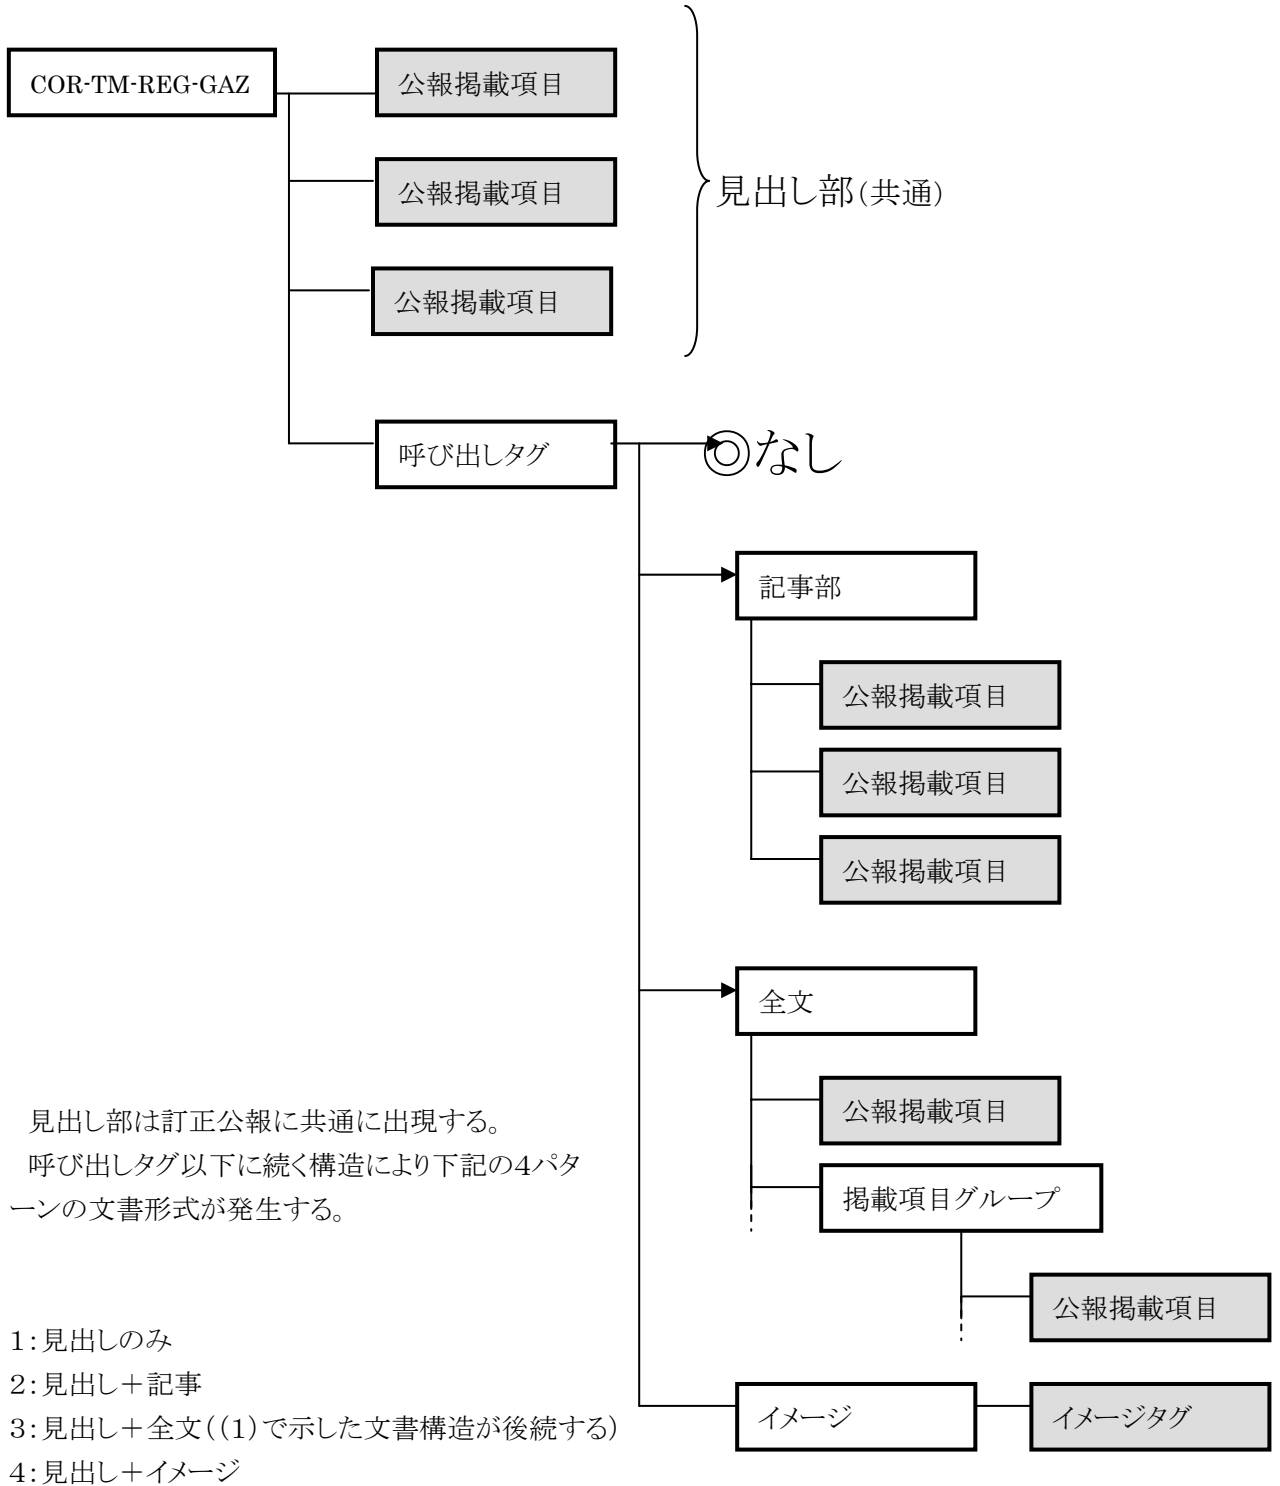 COR-TM-REG-GAZ
公報掲載項目
公報掲載項目
公報掲載項目
見出し部(共通)
呼び出しタグ
◎なし
記事部
公報掲載項目
公報掲載項目
公報掲載項目
全文
公報掲載項目
掲載項目グループ
公報掲載項目
イメージ
イメージタグ
見出し部は訂正公報に共通に出現する。
呼び出しタグ以下に続く構造により下記の4パタ
ーンの文書形式が発生する。
1:見出しのみ
2:見出し+記事
3:見出し+全文((1)で示した文書構造が後続する)
4:見出し+イメージ